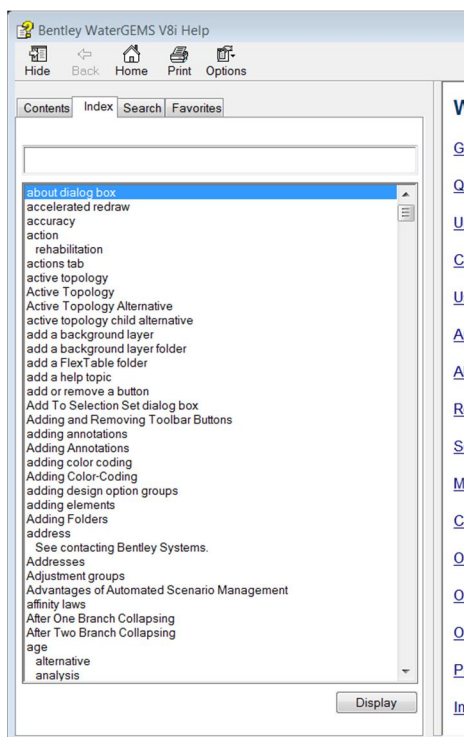 Bentley WaterGEMS V8i Help
Hide Back Home Print Options
Contents Index Search Favorites
about dialog box
accelerated redraw
accuracy
action
rehabilitation
actions tab
active topology
Active Topology
Active Topology Alternative
active topology child alternative
add a background layer
add a background layer folder
add a FlexTable folder
add a help topic
add or remove a button
Add To Selection Set dialog box
Adding and Removing Toolbar Buttons
adding annotations
Adding Annotations
adding color coding
Adding Color-Coding
adding design option groups
adding elements
Adding Folders
address
See contacting Bentley Systems.
Addresses
Adjustment groups
Advantages of Automated Scenario Management
affinity laws
After One Branch Collapsing
After Two Branch Collapsing
age
alternative
analysis
Display